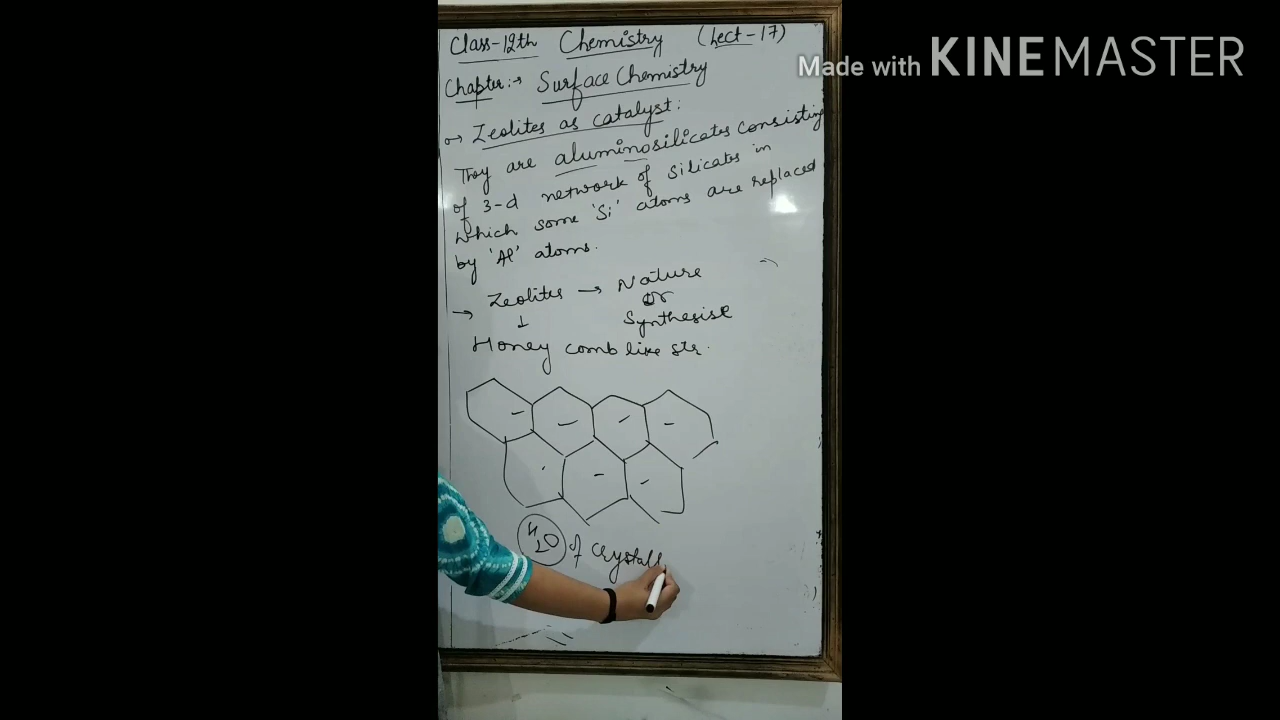 Class-12th Chemistry (Lect-17)
Chapter:→ Surface Chemistry
Zeolites as catalyst:
They are aluminosilicates consisting
of 3-d network of silicates in
which some 'Si' atoms are replaced
by 'Al' atoms.
→ Zeolites → Nature
↓ or
Synthesise
Honey comb like str.
H2O of crystall
Made with KINEMASTER